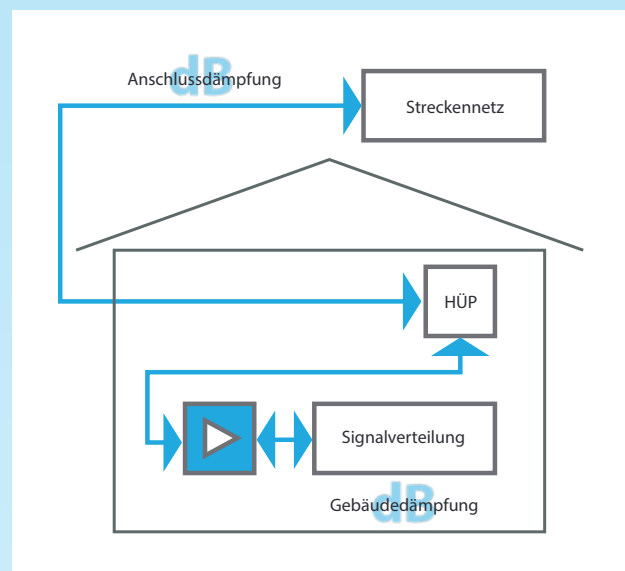 dB
Anschlussdämpfung
Streckennetz
HÜP
Signalverteilung
dB
Gebäudedämpfung